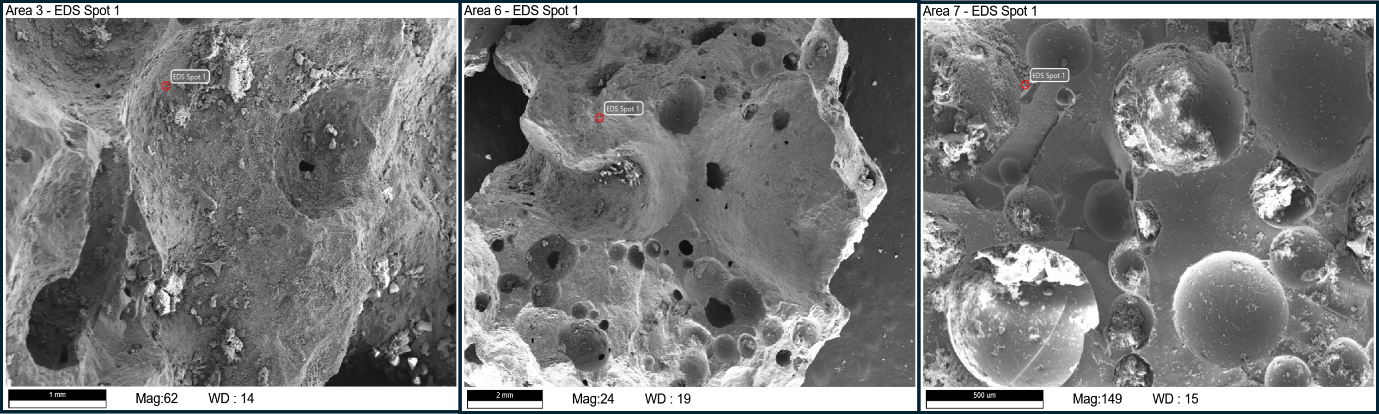 Area 3 - EDS Spot 1
EDS Spot 1
1 mm
Mag:62 WD : 14
Area 6 - EDS Spot 1
EDS Spot 1
2 mm
Mag:24 WD : 19
Area 7 - EDS Spot 1
EDS Spot 1
500 um
Mag:149 WD : 15